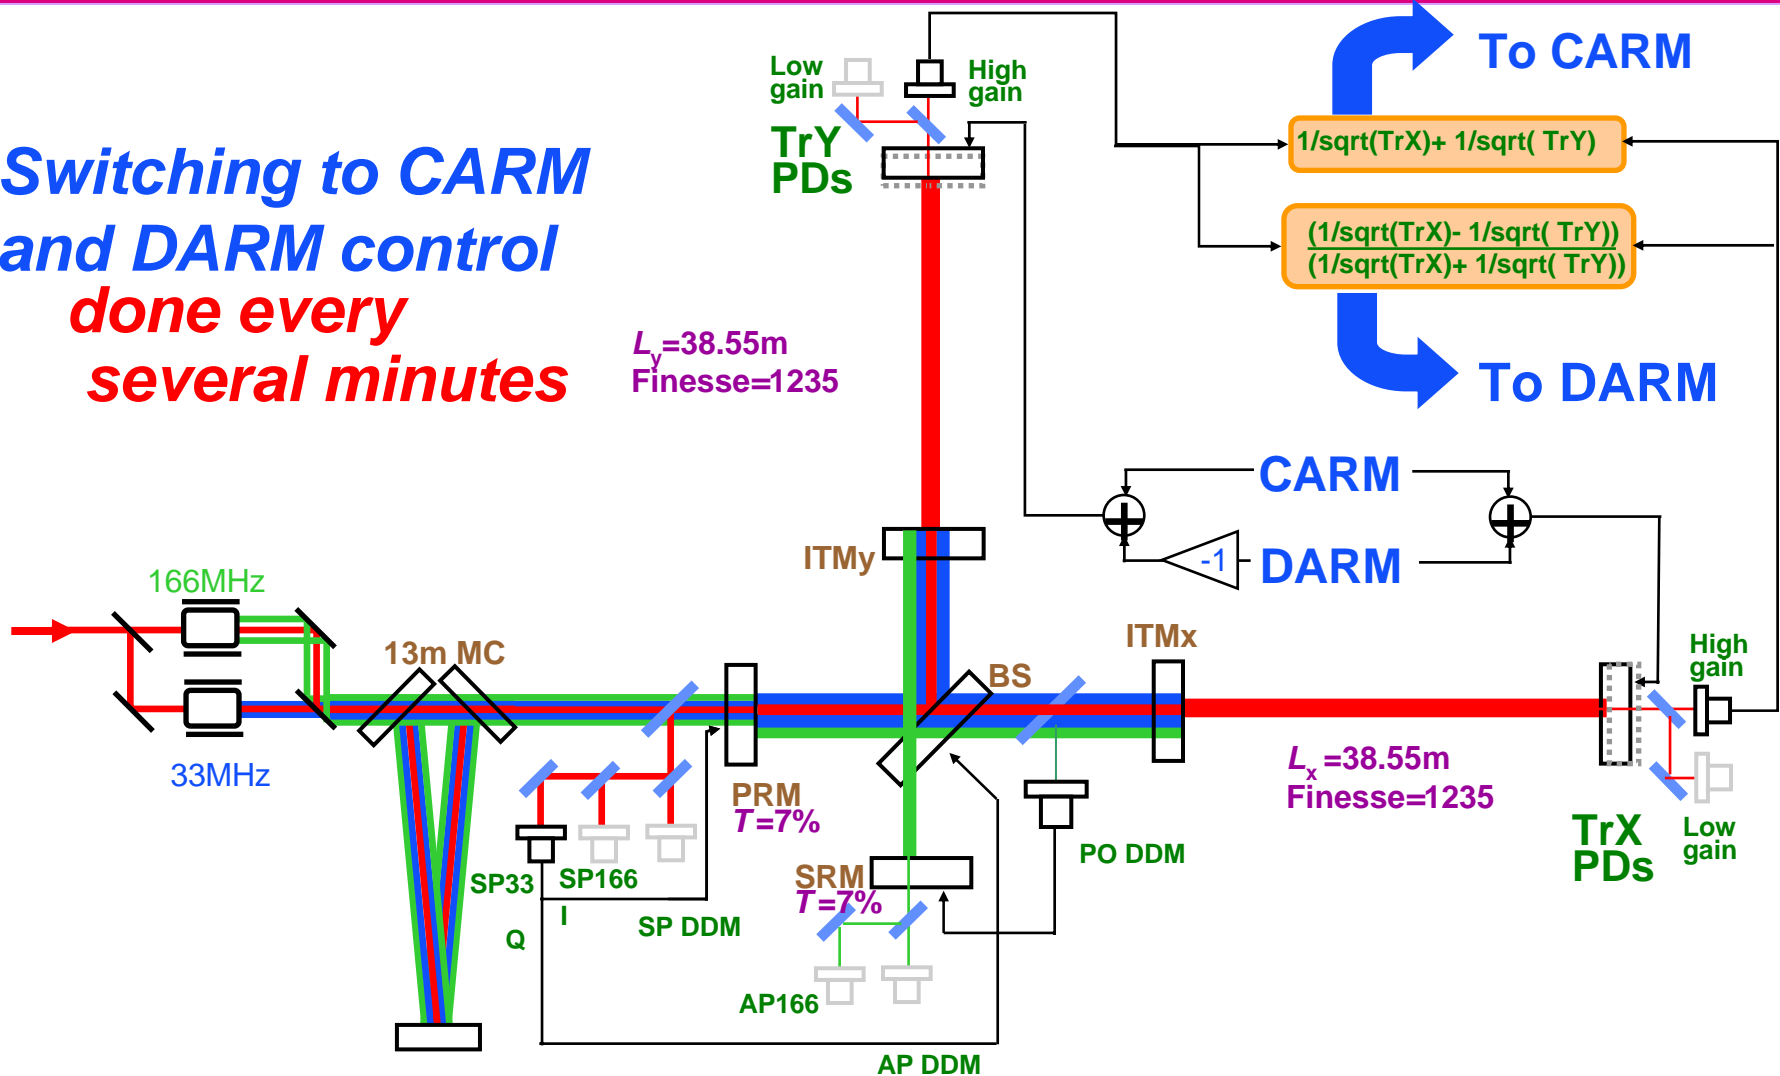 Switching to CARM
and DARM control
done every
several minutes
Low
gain
High
gain
TrY
PDs
To CARM
1/sqrt(TrX)+ 1/sqrt( TrY)
(1/sqrt(TrX)- 1/sqrt( TrY))
(1/sqrt(TrX)+ 1/sqrt( TrY))
To DARM
Ly=38.55m
Finesse=1235
CARM
-1
DARM
ITMy
166MHz
13m MC
33MHz
BS
ITMx
High
gain
Lx =38.55m
Finesse=1235
PRM
T=7%
TrX
PDs
Low
gain
SP33
SP166
I
Q
SP DDM
SRM
T=7%
PO DDM
AP166
AP DDM